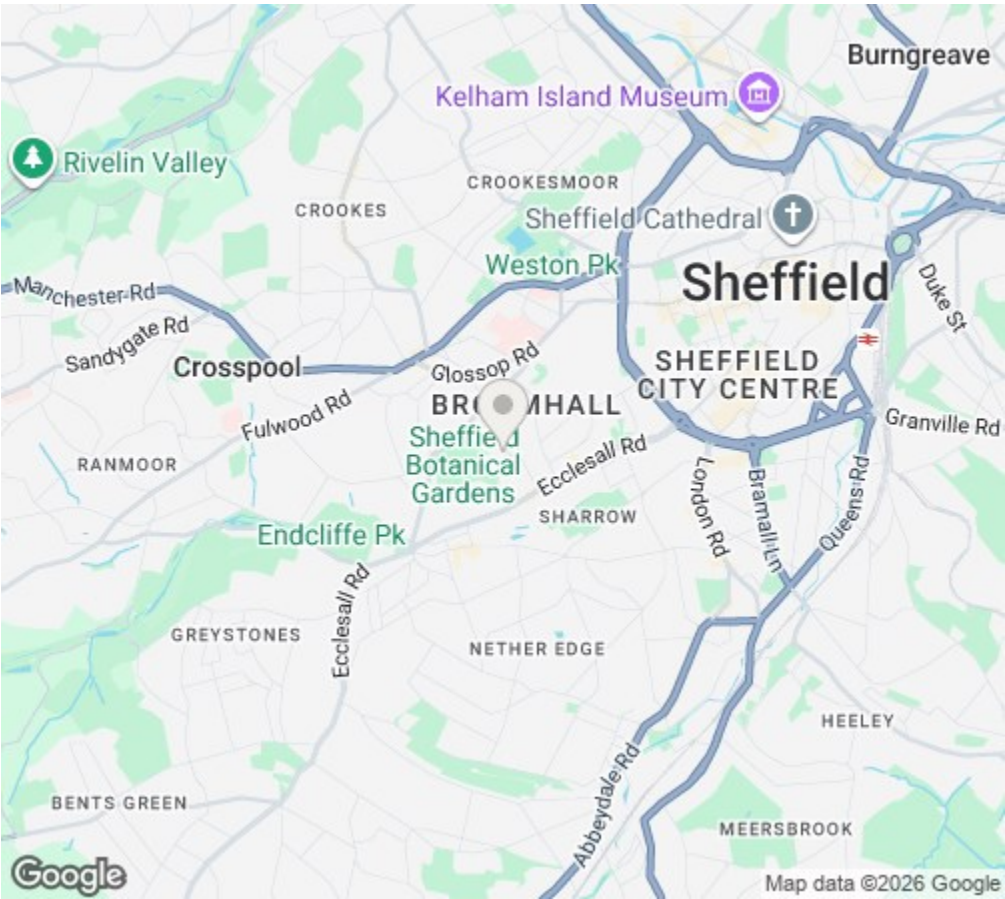 Burngreave
Kelham Island Museum
Rivelin Valley
CROOKESMOOR
CROOKES
Sheffield Cathedral
Weston Pk
Sheffield
Manchester Rd
Duke St
Sandygate Rd
Crosspool
Glossop Rd
SHEFFIELD
CITY CENTRE
Fulwood Rd
BR MHALL
Granville Rd
Sheffield
Botanical
Gardens
Ecclesall Rd
RANMOOR
London Rd
Bramall Ln
Queens Rd
SHARROW
Endcliffe Pk
Ecclesall Rd
GREYSTONES
NETHER EDGE
HEELEY
Abbeydale Rd
BENTS GREEN
MEERSBROOK
Google
Map data ©2026 Google